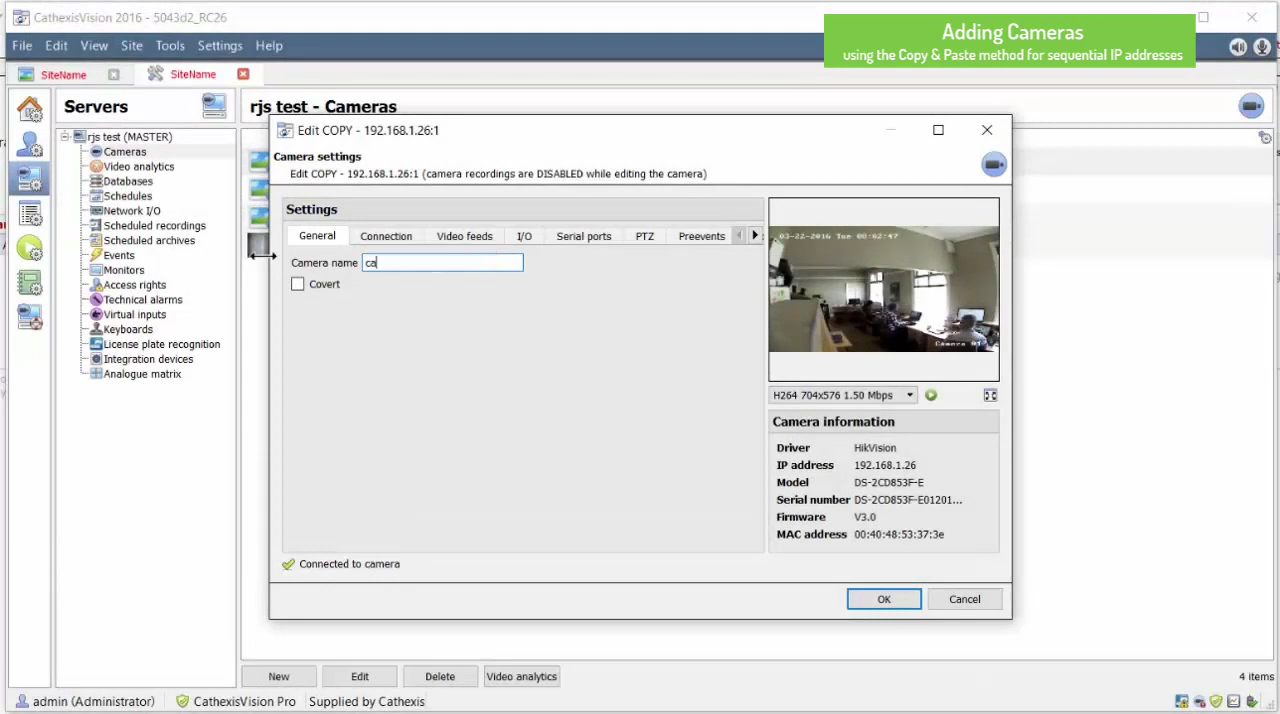 CathexisVision 2016 - 5043d2_RC26
Adding Cameras
using the Copy & Paste method for sequential IP addresses
File Edit View Site Tools Settings Help
SiteName SiteName
Servers
rjs test - Cameras
rjs test (MASTER)
Cameras
Video analytics
Databases
Schedules
Network I/O
Scheduled recordings
Scheduled archives
Events
Monitors
Access rights
Technical alarms
Virtual inputs
Keyboards
License plate recognition
Integration devices
Analogue matrix
Edit COPY - 192.168.1.26:1
Camera settings
Edit COPY - 192.168.1.26:1 (camera recordings are DISABLED while editing the camera)
Settings
General Connection Video feeds I/O Serial ports PTZ Preevents
Camera name ca
Covert
03-22-2016 Tue 00:02:47
Camera 01
H264 704x576 1.50 Mbps
Camera information
Driver HikVision
IP address 192.168.1.26
Model DS-2CD853F-E
Serial number DS-2CD853F-E01201...
Firmware V3.0
MAC address 00:40:48:53:37:3e
Connected to camera
OK Cancel
New Edit Delete Video analytics
4 items
admin (Administrator) CathexisVision Pro Supplied by Cathexis